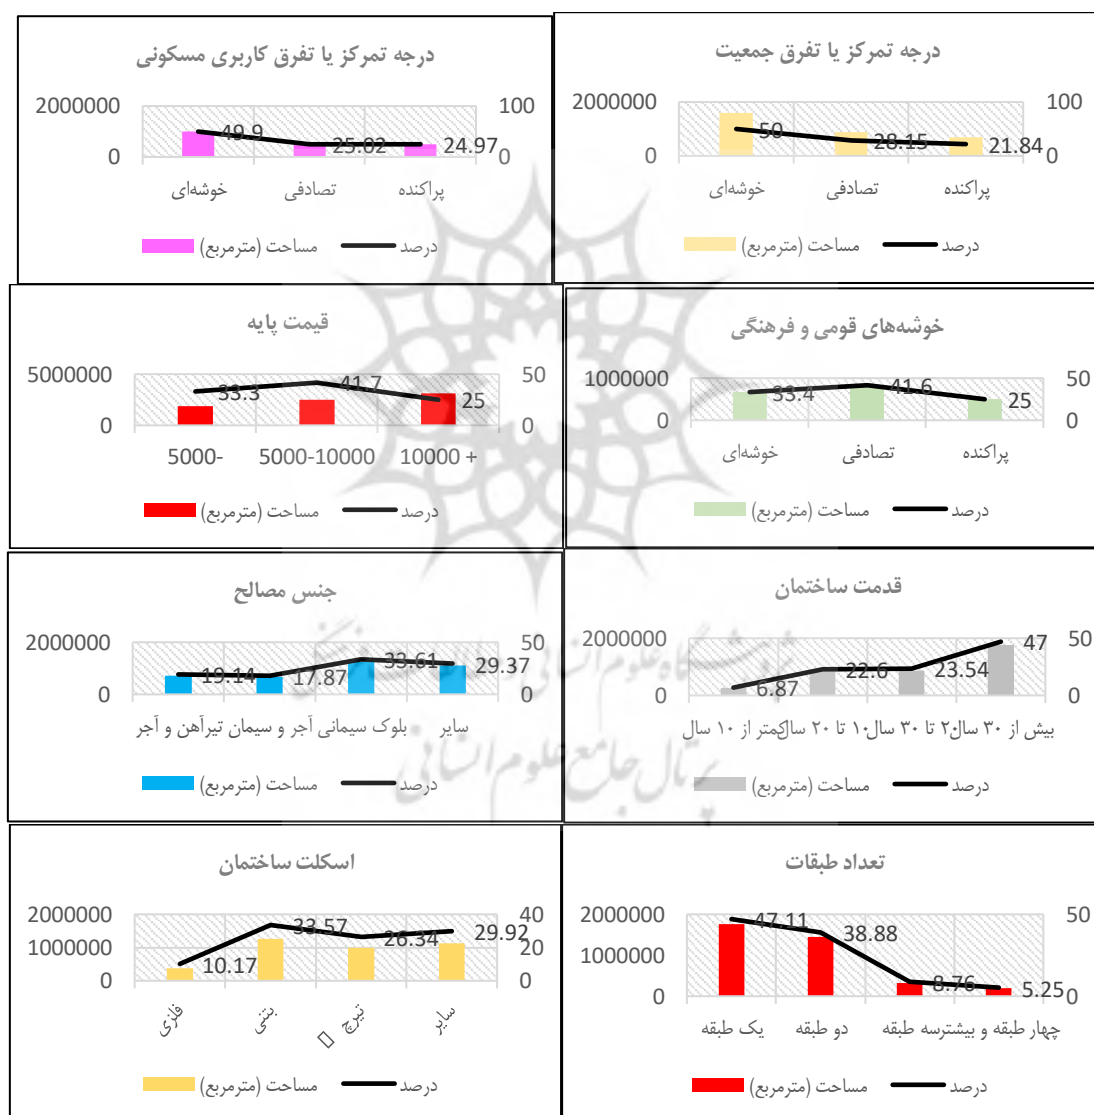 درجه تمرکز یا تفرق جمعیت
2000000
0
100
0
50
28.15
21.84
خوشه‌ای
تصادفی
پراکنده
مساحت (مترمربع)
درصد
درجه تمرکز یا تفرق کاربری مسکونی
2000000
0
100
0
49.9
25.02
24.97
خوشه‌ای
تصادفی
پراکنده
مساحت (مترمربع)
درصد
خوشه‌های قومی و فرهنگی
1000000
0
50
0
33.4
41.6
25
خوشه‌ای
تصادفی
پراکنده
مساحت (مترمربع)
درصد
قیمت پایه
5000000
0
50
0
33.3
41.7
25
5000-
5000-10000
10000 +
مساحت (مترمربع)
درصد
قدمت ساختمان
2000000
0
50
0
6.87
22.6
23.54
47
کمتر از ۱۰ سال
۱۰ تا ۲۰ سال
۲۰ تا ۳۰ سال
بیش از ۳۰ سال
مساحت (مترمربع)
درصد
جنس مصالح
2000000
0
50
0
19.14
17.87
33.61
29.37
تیرآهن و آجر
آجر و سیمان
بلوک سیمانی
سایر
مساحت (مترمربع)
درصد
تعداد طبقات
2000000
1000000
0
50
0
47.11
38.88
8.76
5.25
یک طبقه
دو طبقه
سه طبقه
چهار طبقه و بیشتر
مساحت (مترمربع)
درصد
اسکلت ساختمان
2000000
1000000
0
40
20
0
10.17
33.57
26.34
29.92
فلزی
بتنی
تیرچ
سایر
مساحت (مترمربع)
درصد
پرتال جامع علوم انسانی